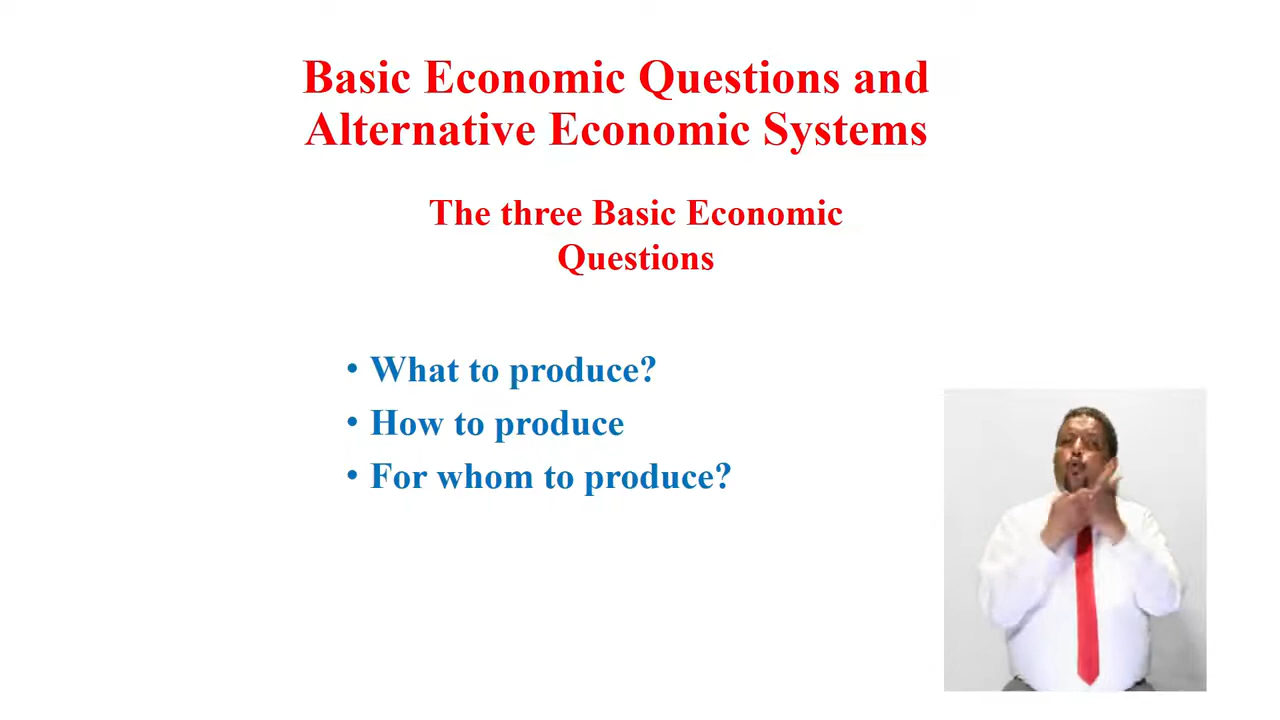 Basic Economic Questions and
Alternative Economic Systems
The three Basic Economic
Questions
• What to produce?
• How to produce
• For whom to produce?